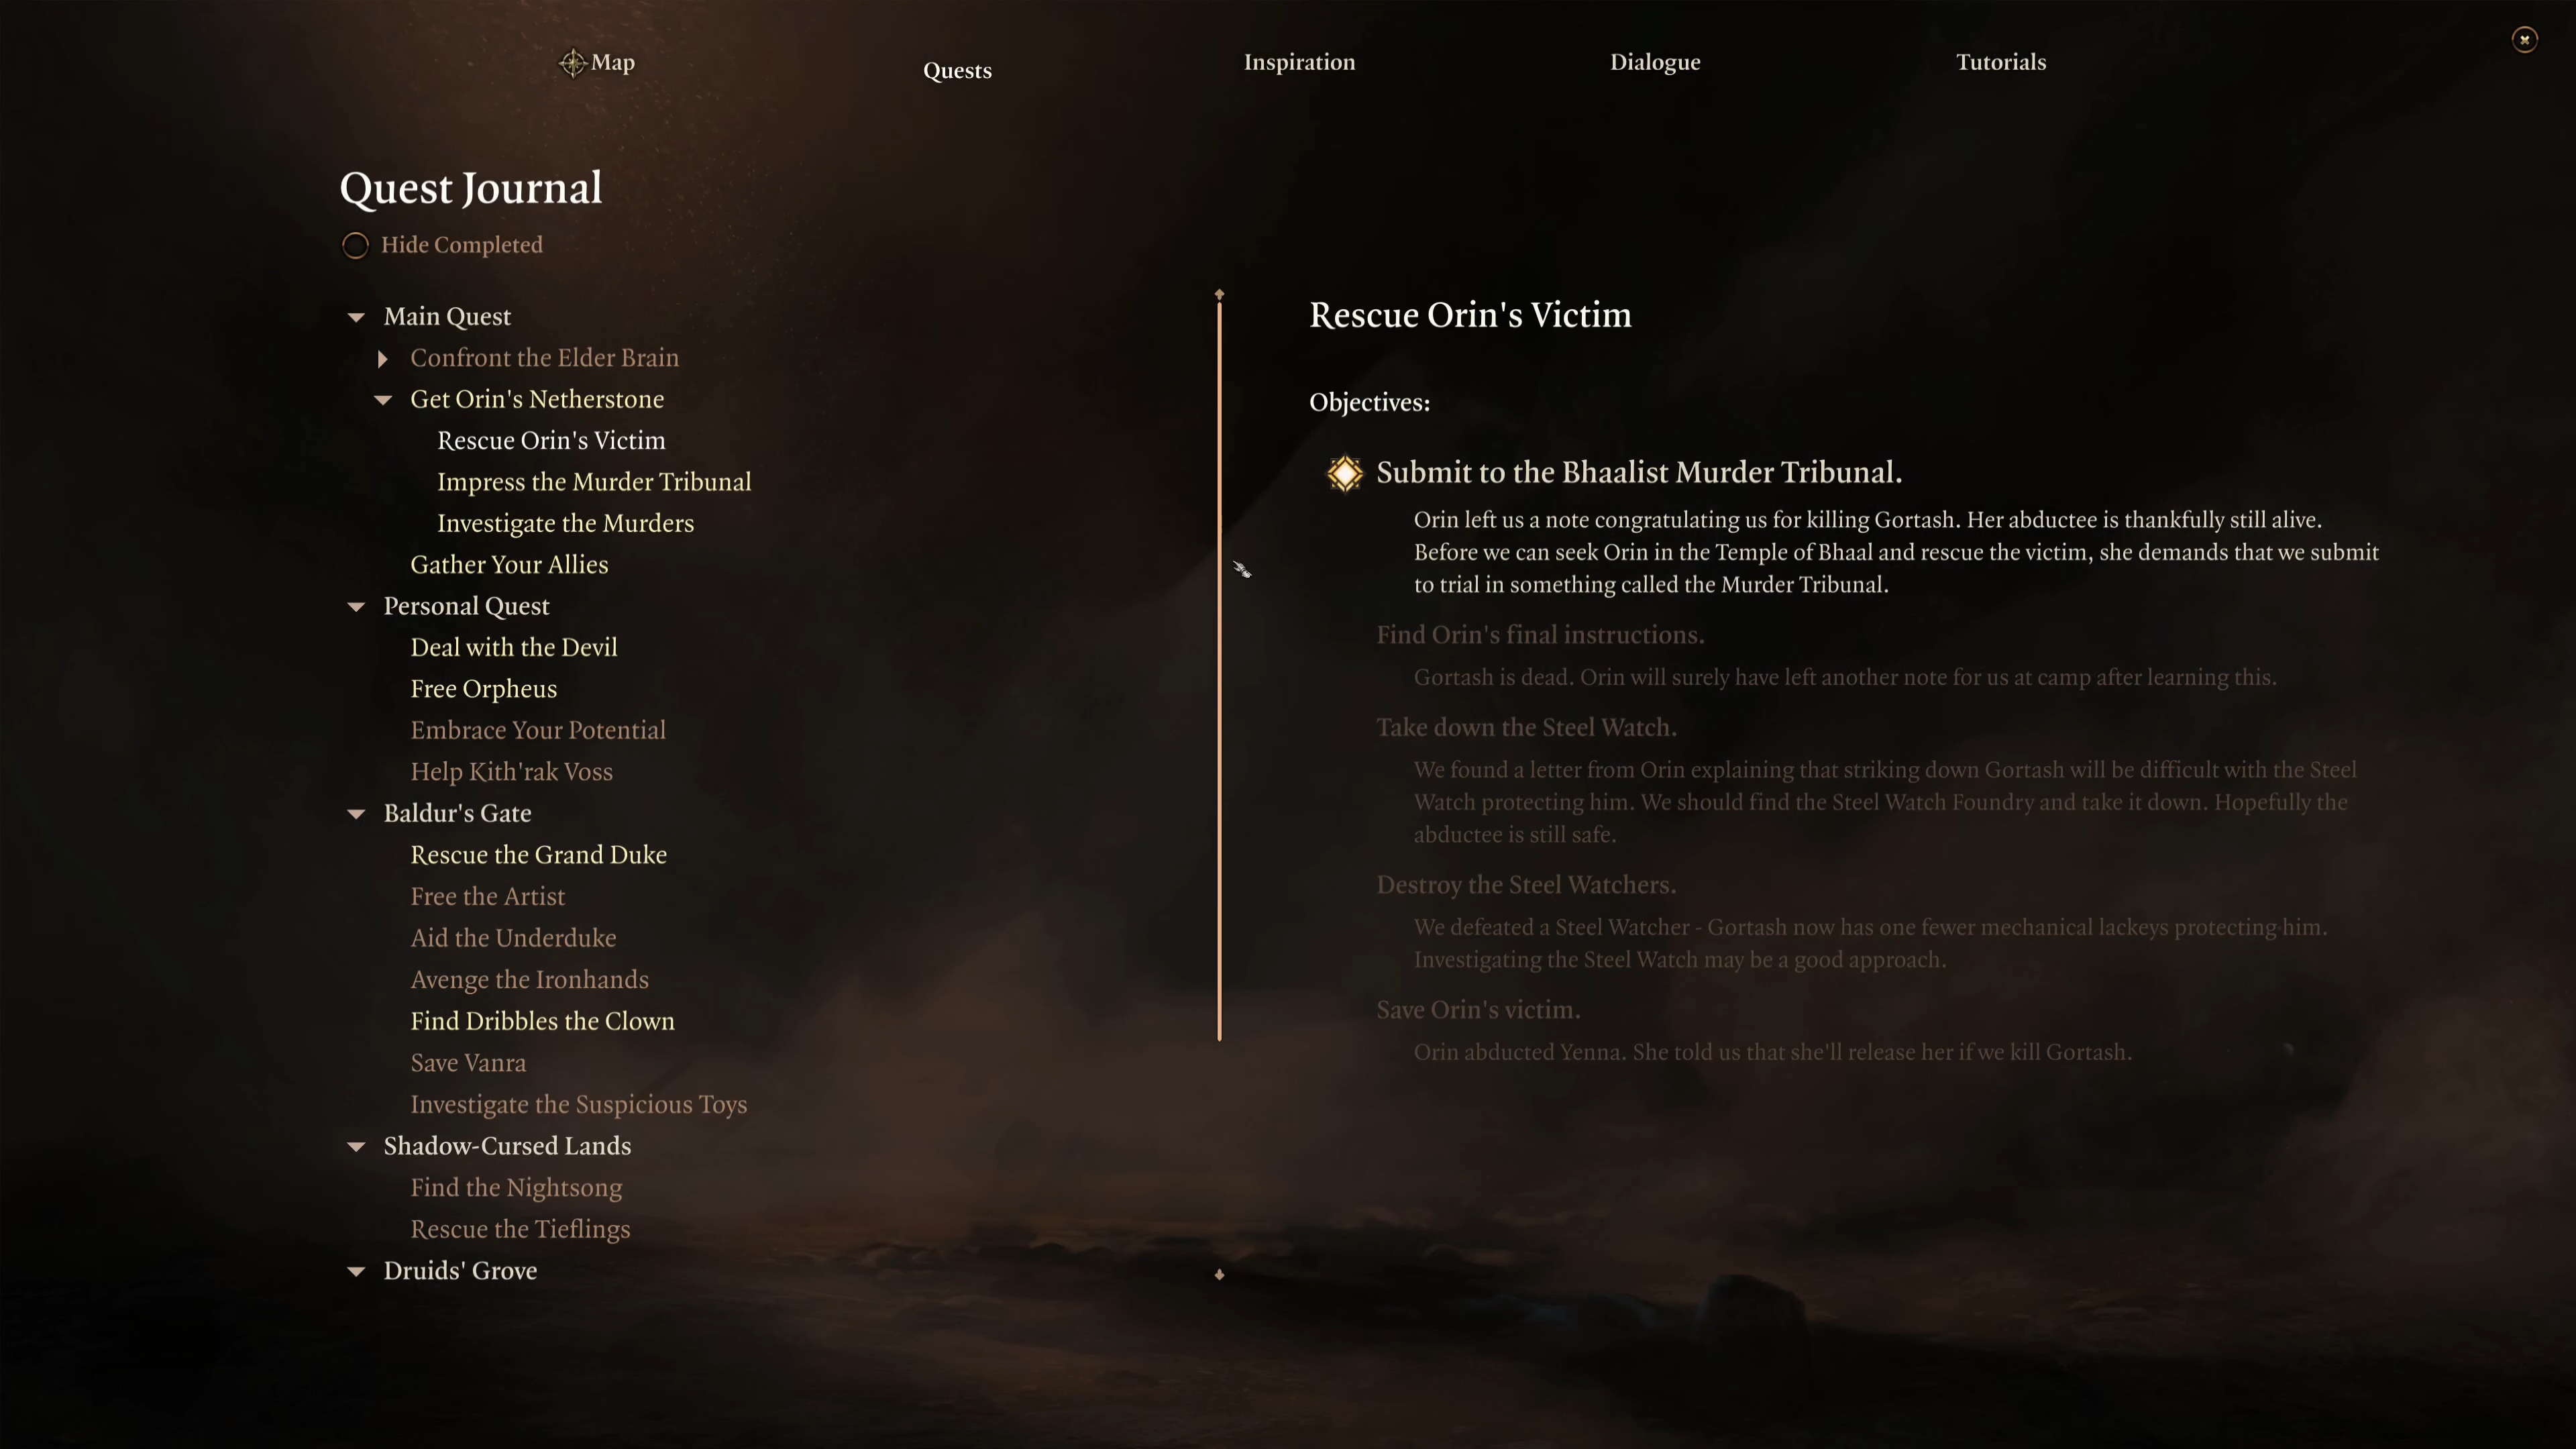 Map
Quests
Inspiration
Dialogue
Tutorials
Quest Journal
Hide Completed
Main Quest
Confront the Elder Brain
Get Orin's Netherstone
Rescue Orin's Victim
Impress the Murder Tribunal
Investigate the Murders
Gather Your Allies
Personal Quest
Deal with the Devil
Free Orpheus
Embrace Your Potential
Help Kith'rak Voss
Baldur's Gate
Rescue the Grand Duke
Free the Artist
Aid the Underduke
Avenge the Ironhands
Find Dribbles the Clown
Save Vanra
Investigate the Suspicious Toys
Shadow-Cursed Lands
Find the Nightsong
Rescue the Tieflings
Druids' Grove
Rescue Orin's Victim
Objectives:
Submit to the Bhaalist Murder Tribunal.
Orin left us a note congratulating us for killing Gortash. Her abductee is thankfully still alive.
Before we can seek Orin in the Temple of Bhaal and rescue the victim, she demands that we submit
to trial in something called the Murder Tribunal.
Find Orin's final instructions.
Gortash is dead. Orin will surely have left another note for us at camp after learning this.
Take down the Steel Watch.
We found a letter from Orin explaining that striking down Gortash will be difficult with the Steel
Watch protecting him. We should find the Steel Watch Foundry and take it down. Hopefully the
abductee is still safe.
Destroy the Steel Watchers.
We defeated a Steel Watcher - Gortash now has one fewer mechanical lackeys protecting him.
Investigating the Steel Watch may be a good approach.
Save Orin's victim.
Orin abducted Yenna. She told us that she'll release her if we kill Gortash.